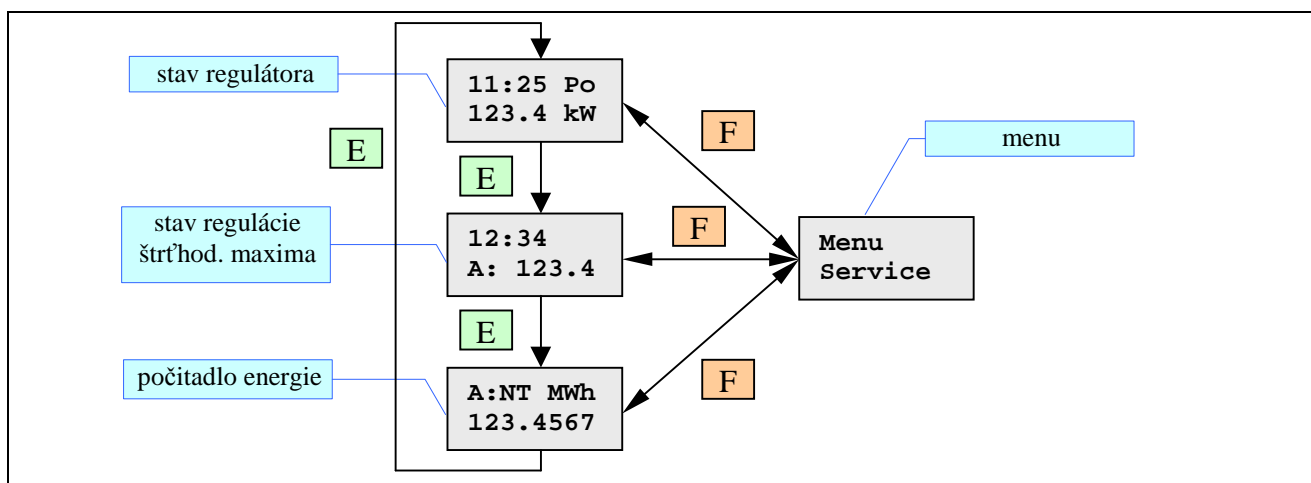 stav regulátora
11:25 Po
123.4 kW
F
menu
E
E
stav regulácie
štrťhod. maxima
12:34
A: 123.4
F
Menu
Service
E
počitadlo energie
A:NT MWh
123.4567
F